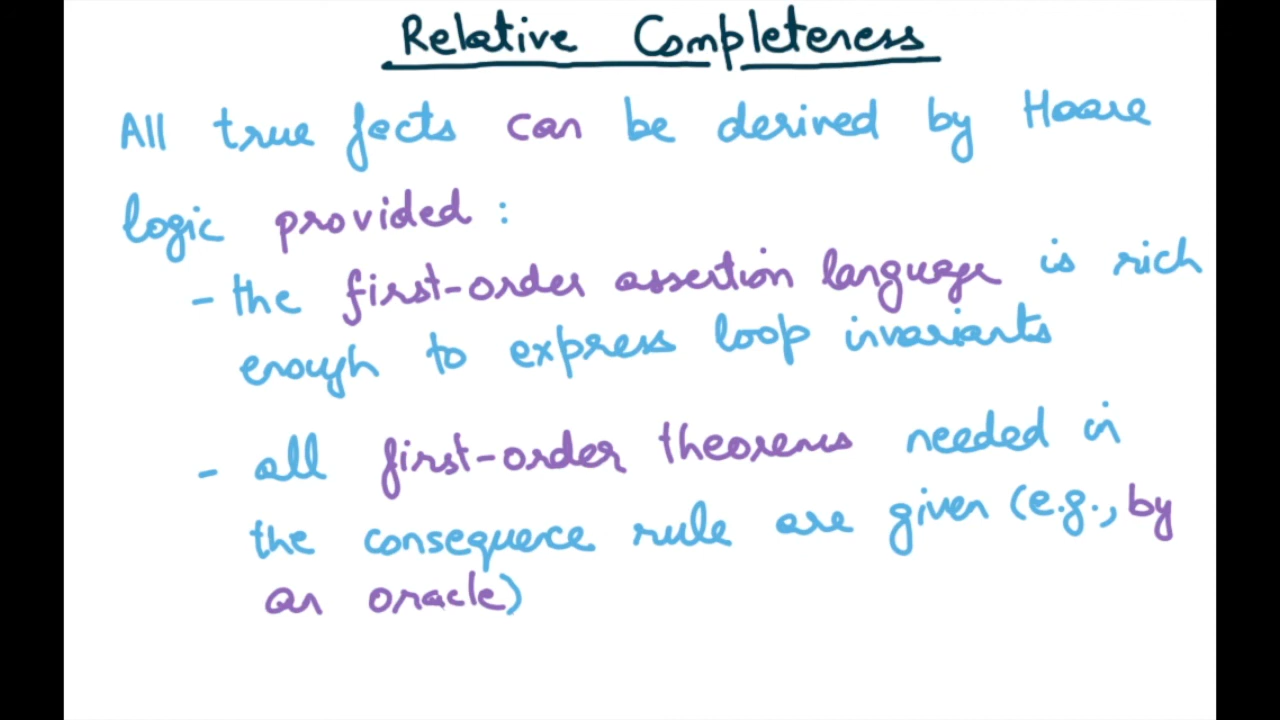 Relative Completeness
All true facts can be derived by Hoare
logic provided :
- the first-order assertion language is rich
enough to express loop invariants
- all first-order theorems needed in
the consequence rule are given (e.g., by
an oracle)